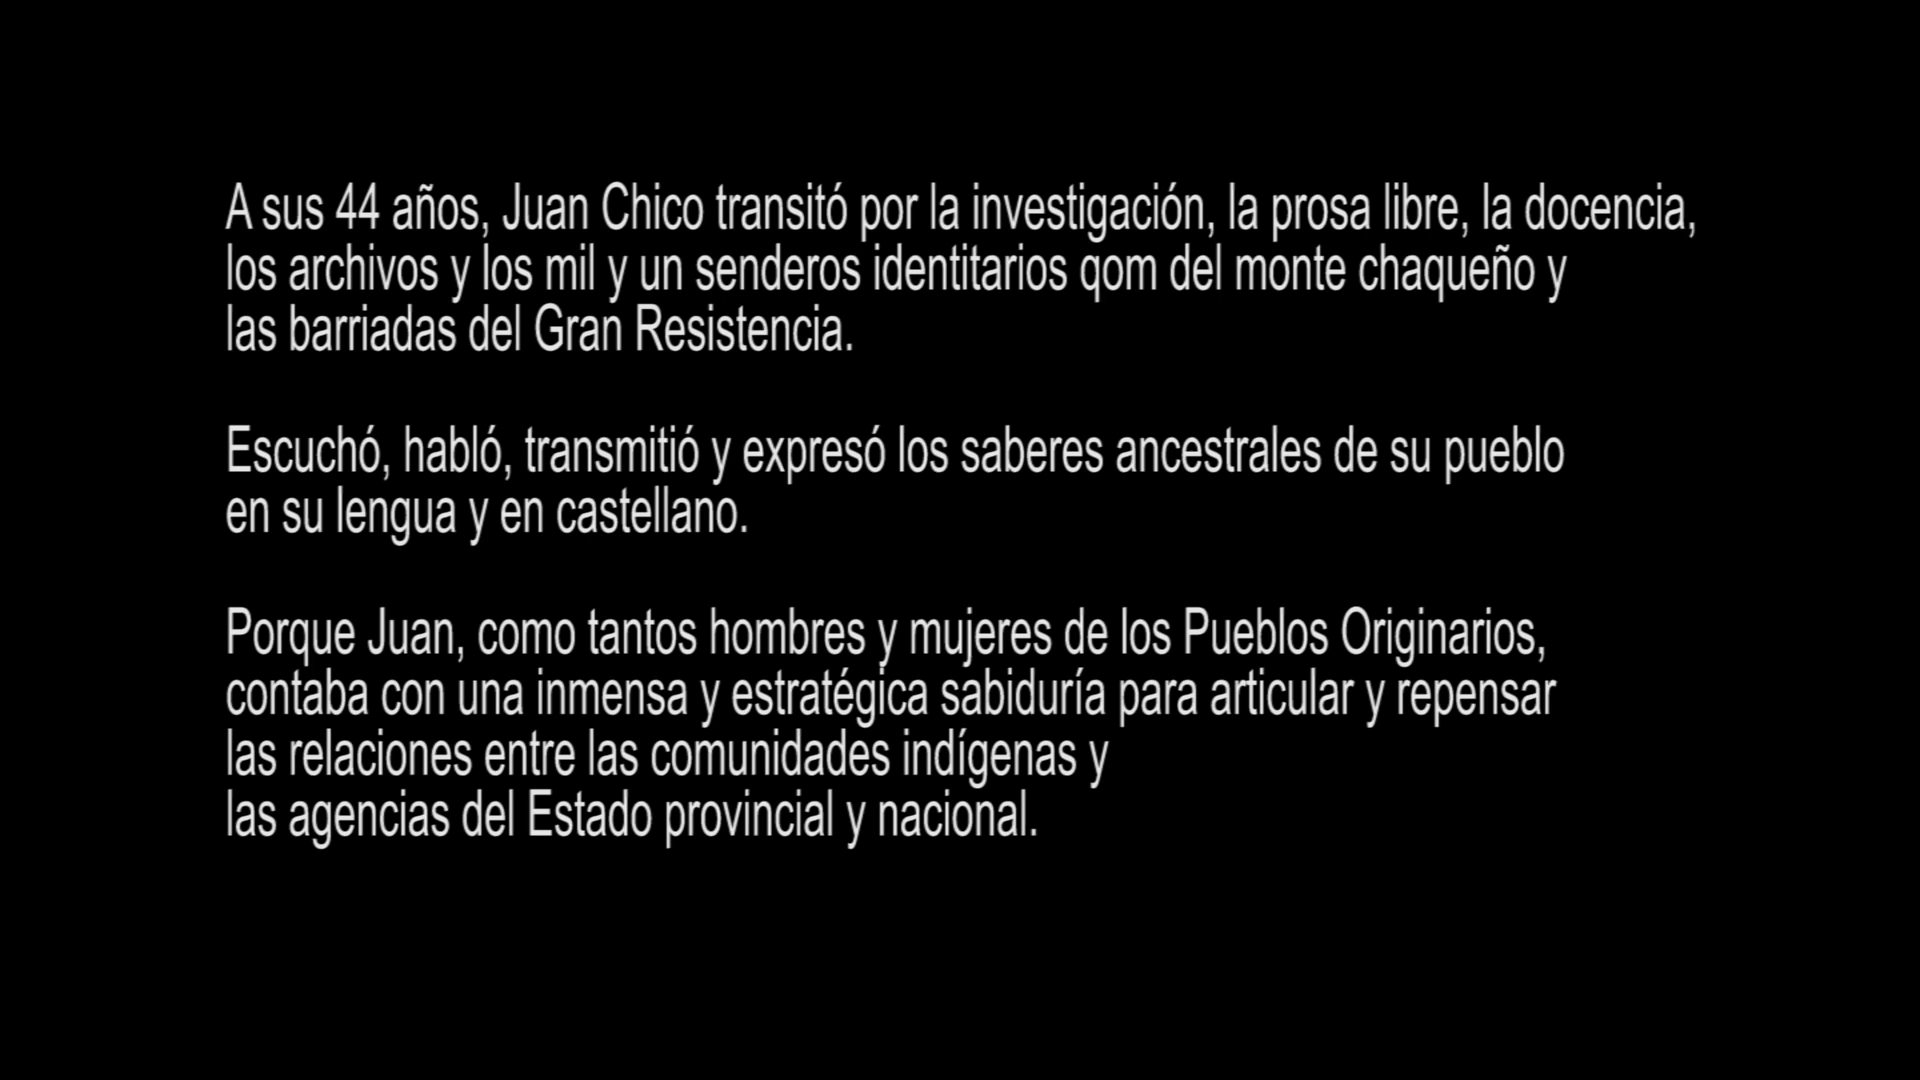 A sus 44 años, Juan Chico transitó por la investigación, la prosa libre, la docencia,
los archivos y los mil y un senderos identitarios qom del monte chaqueño y
las barriadas del Gran Resistencia.
Escuchó, habló, transmitió y expresó los saberes ancestrales de su pueblo
en su lengua y en castellano.
Porque Juan, como tantos hombres y mujeres de los Pueblos Originarios,
contaba con una inmensa y estratégica sabiduría para articular y repensar
las relaciones entre las comunidades indígenas y
las agencias del Estado provincial y nacional.